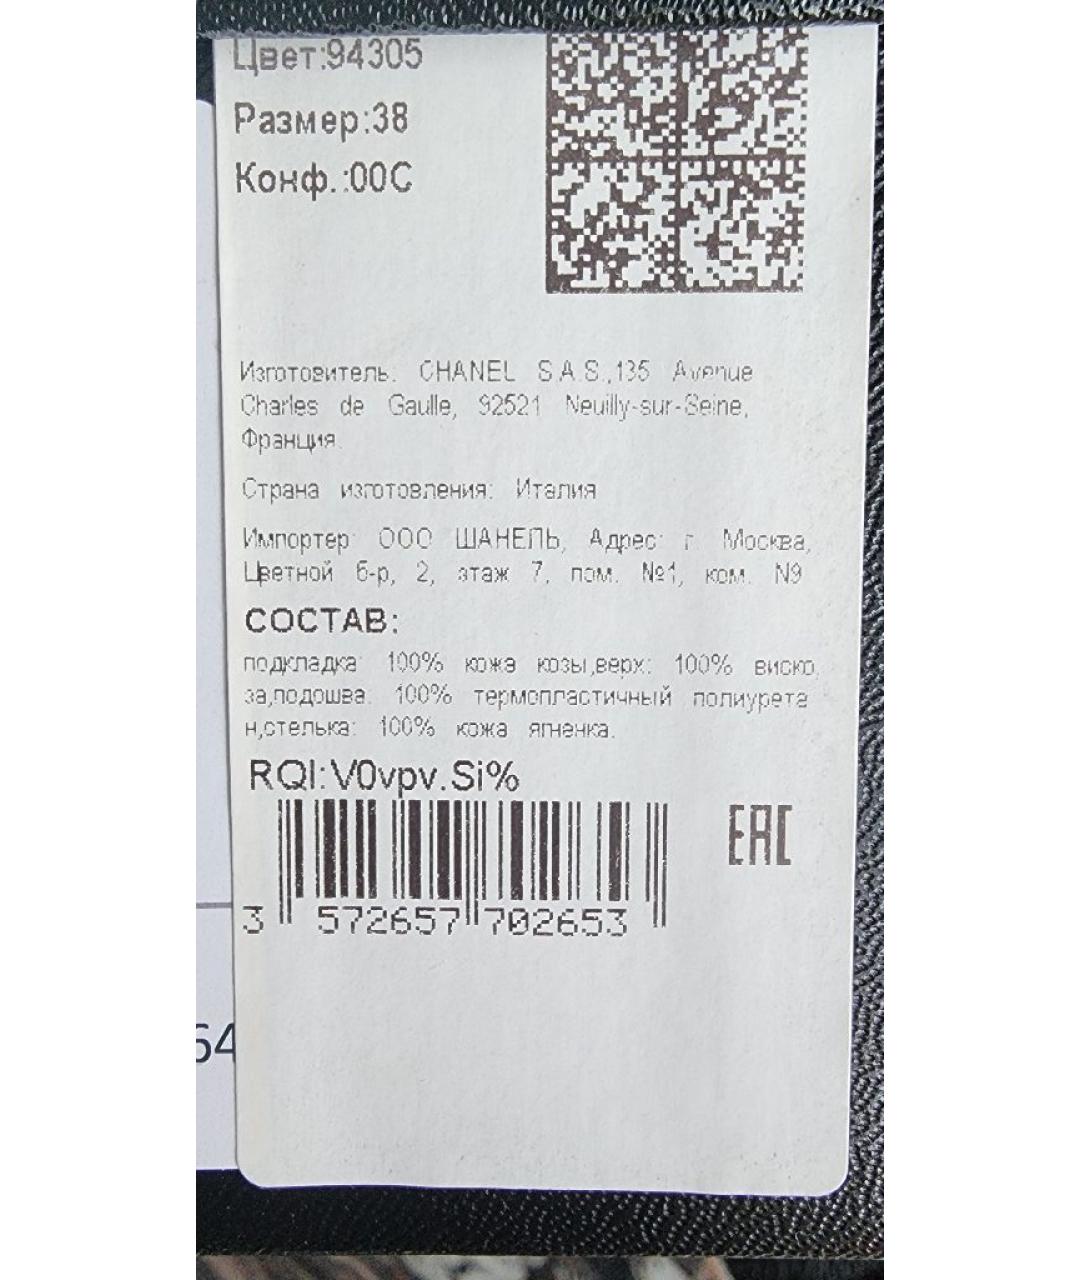 Цвет:94305
Размер:38
Конф.:00C
Изготовитель: CHANEL S.A.S.,135 Avenue
Charles de Gaulle, 92521 Neuilly-sur-Seine,
Франция.
Страна изготовления: Италия
Импортер: ООО ШАНЕЛЬ, Адрес: г. Москва,
Цветной б-р, 2, этаж 7, пом. №1, ком. N9
СОСТАВ:
подкладка: 100% кожа козы,верх: 100% виско
за,подошва: 100% термопластичный полиурета
н,стелька: 100% кожа ягненка.
RQI:V0vpv.Si%
EAC
3 572657 702653
64